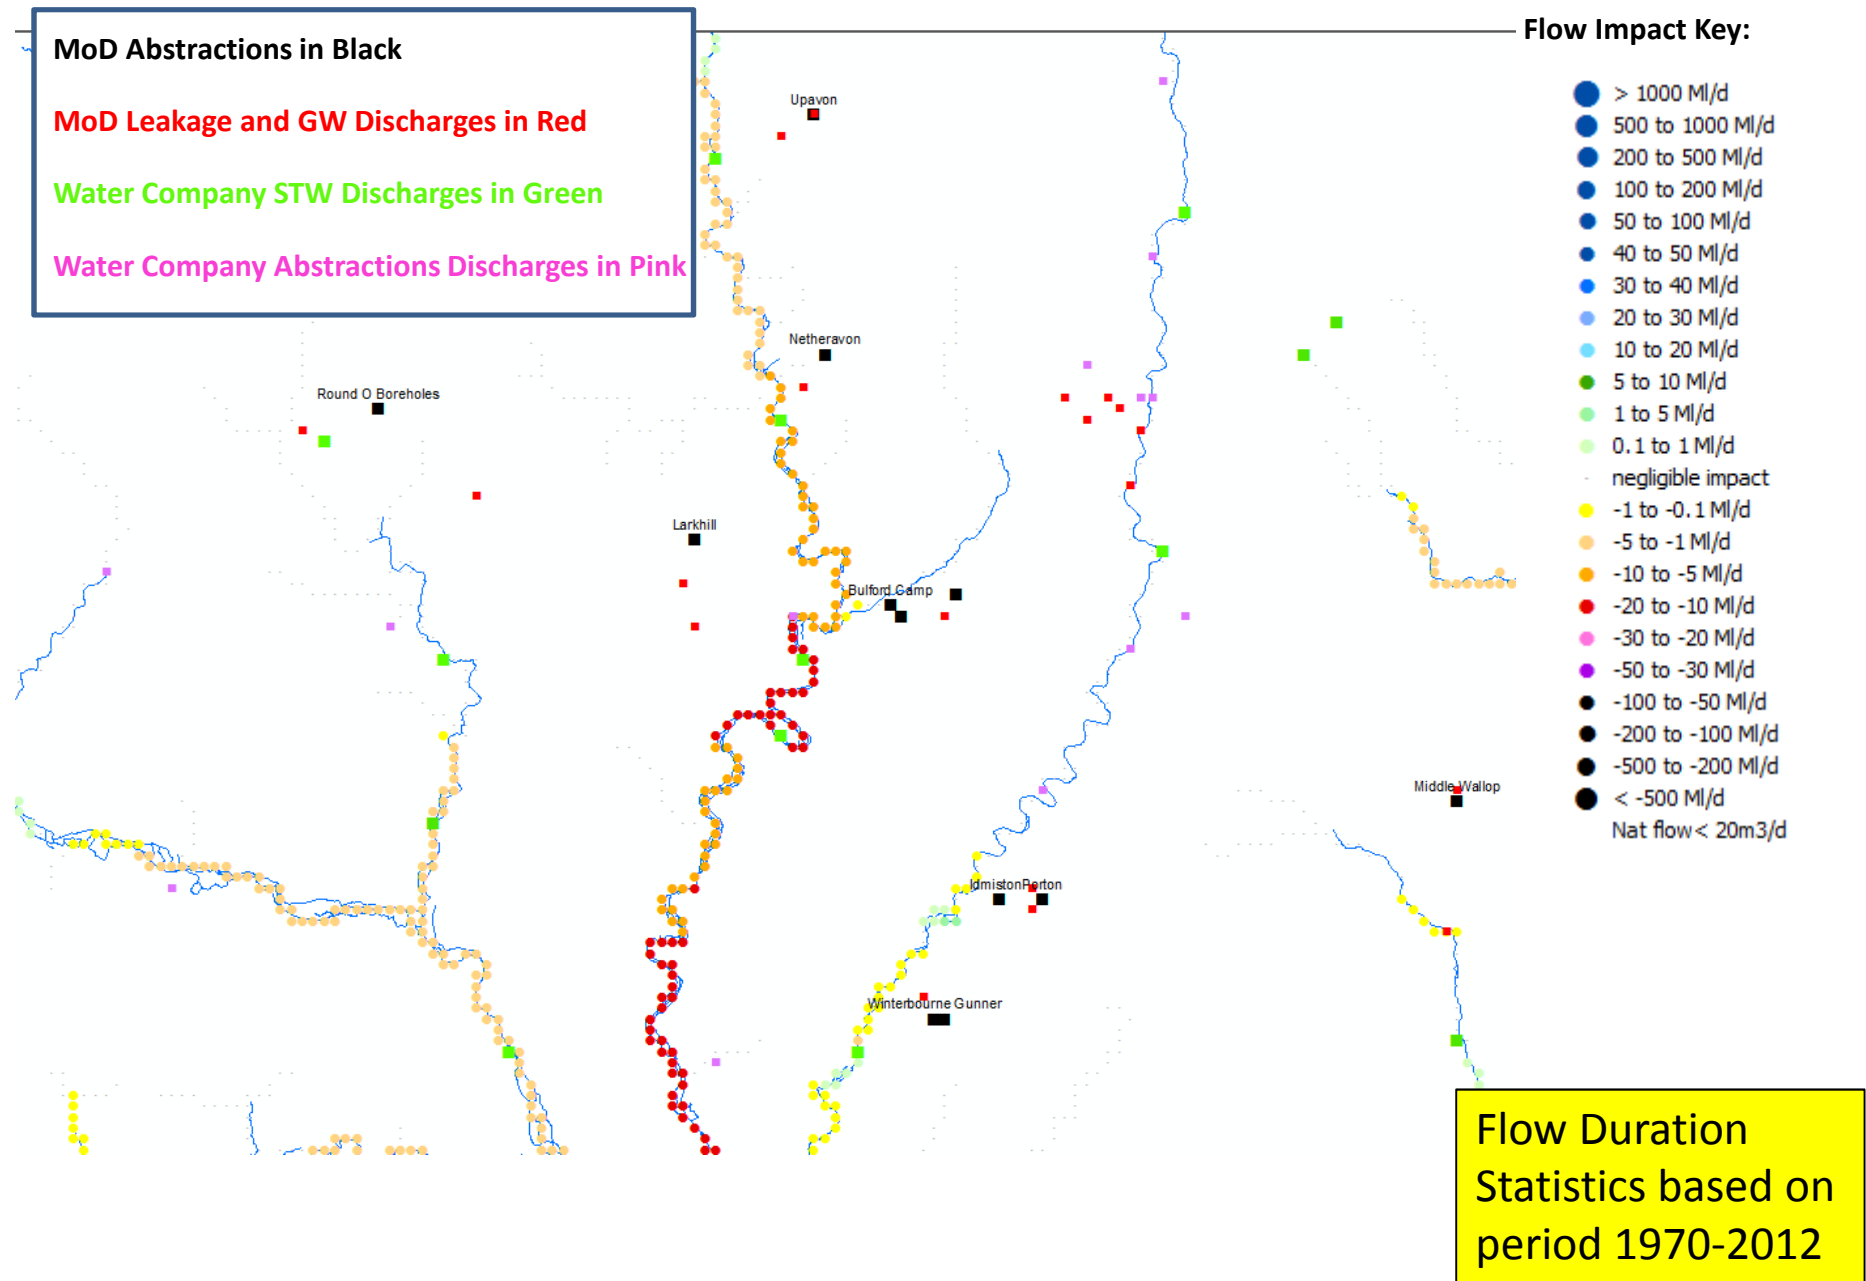 MoD Abstractions in Black
MoD Leakage and GW Discharges in Red
Water Company STW Discharges in Green
Water Company Abstractions Discharges in Pink
Flow Impact Key:
> 1000 Ml/d
500 to 1000 Ml/d
200 to 500 Ml/d
100 to 200 Ml/d
50 to 100 Ml/d
40 to 50 Ml/d
30 to 40 Ml/d
20 to 30 Ml/d
10 to 20 Ml/d
5 to 10 Ml/d
1 to 5 Ml/d
0.1 to 1 Ml/d
negligible impact
-1 to -0.1 Ml/d
-5 to -1 Ml/d
-10 to -5 Ml/d
-20 to -10 Ml/d
-30 to -20 Ml/d
-50 to -30 Ml/d
-100 to -50 Ml/d
-200 to -100 Ml/d
-500 to -200 Ml/d
< -500 Ml/d
Nat flow< 20m3/d
Upavon
Netheravon
Round O Boreholes
Larkhill
Bulford Camp
Middle Wallop
Idmiston
Porton
Winterbourne Gunner
Flow Duration
Statistics based on
period 1970-2012